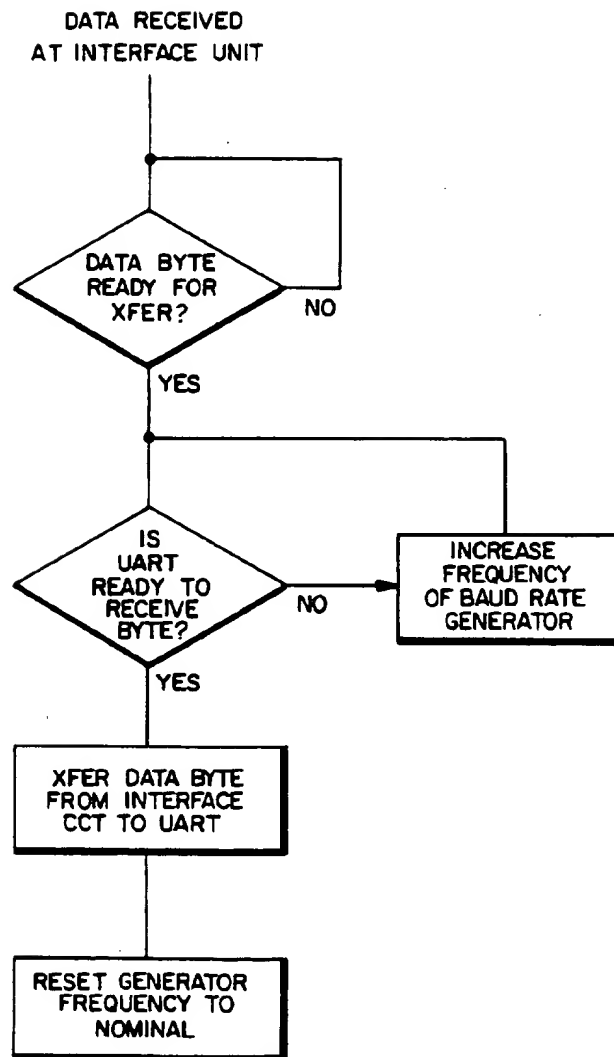 DATA RECEIVED
AT INTERFACE UNIT
DATA BYTE
READY FOR
XFER?
NO
YES
IS
UART
READY TO
RECEIVE
BYTE?
NO
INCREASE
FREQUENCY
OF BAUD RATE
GENERATOR
YES
XFER DATA BYTE
FROM INTERFACE
CCT TO UART
RESET GENERATOR
FREQUENCY TO
NOMINAL